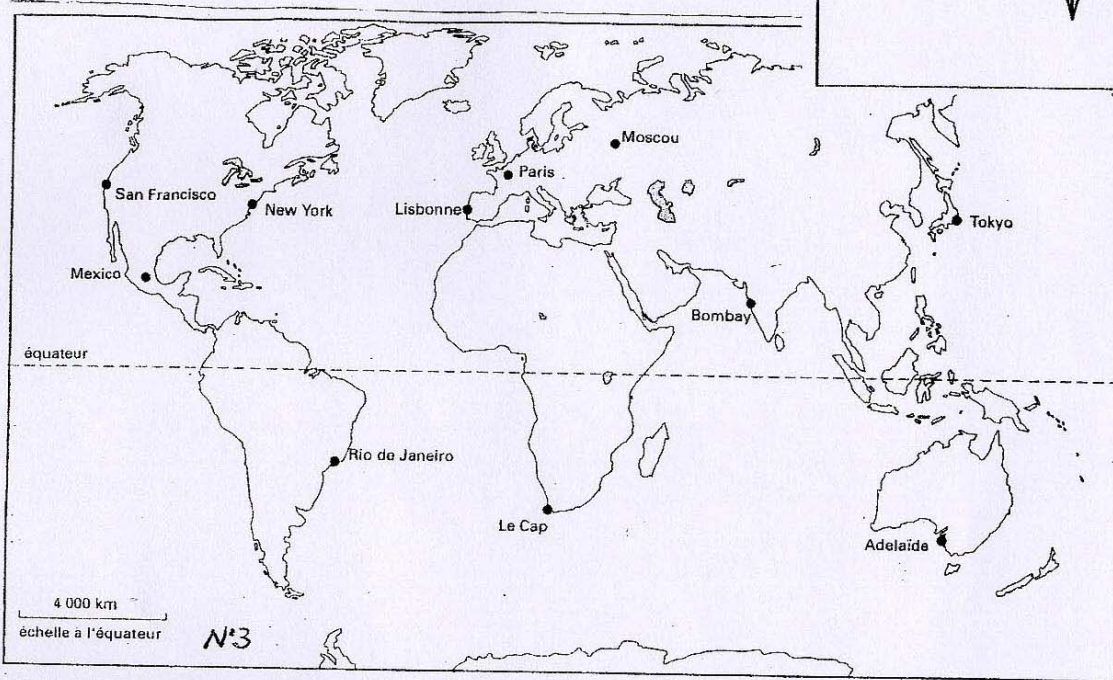 Moscou
Paris
San Francisco
New York
Lisbonne
Tokyo
Mexico
Bombay
équateur
Rio de Janeiro
Le Cap
Adelaïda
4 000 km
échelle à l'équateur
N°3